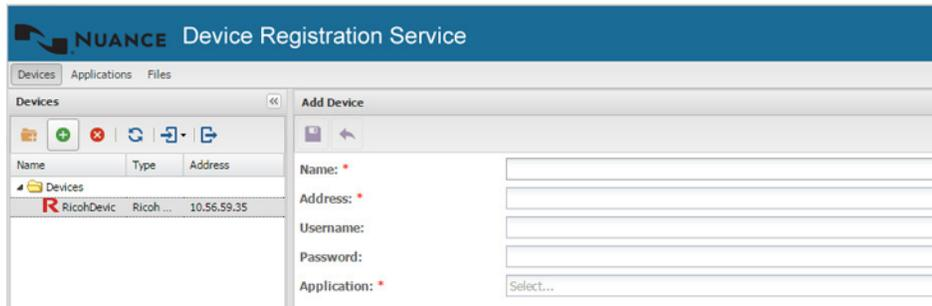 NUANCE Device Registration Service
Devices Applications Files
Devices
Add Device
Name Type Address
Devices
RicohDevic Ricoh ... 10.56.59.35
Name: *
Address: *
Username:
Password:
Application: *
Select...